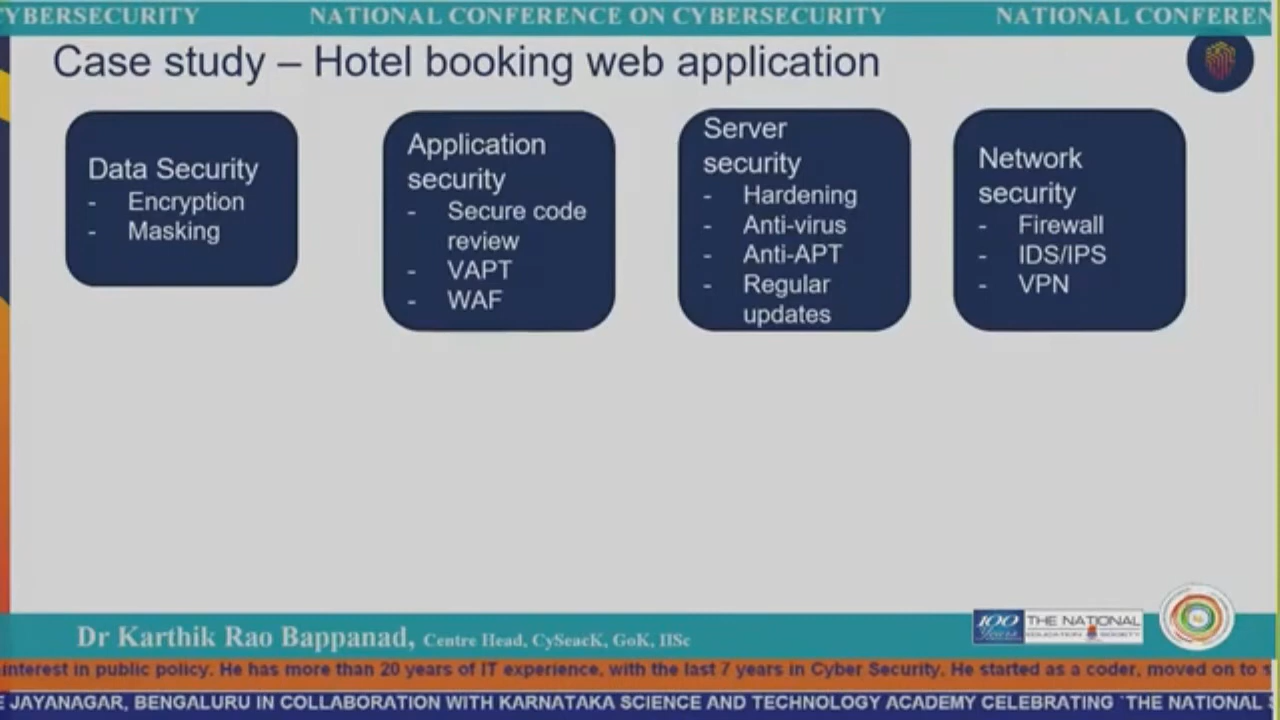 YBERSECURITY NATIONAL CONFERENCE ON CYBERSECURITY NATIONAL CONFEREN
Case study – Hotel booking web application
Data Security
- Encryption
- Masking
Application
security
- Secure code
review
- VAPT
- WAF
Server
security
- Hardening
- Anti-virus
- Anti-APT
- Regular
updates
Network
security
- Firewall
- IDS/IPS
- VPN
Dr Karthik Rao Bappanad, Centre Head, CySeacK, GoK, IISc
100 Years
THE NATIONAL
EDUCATION SOCIETY
interest in public policy. He has more than 20 years of IT experience, with the last 7 years in Cyber Security. He started as a coder, moved on to
JAYANAGAR, BENGALURU IN COLLABORATION WITH KARNATAKA SCIENCE AND TECHNOLOGY ACADEMY CELEBRATING `THE NATIONAL